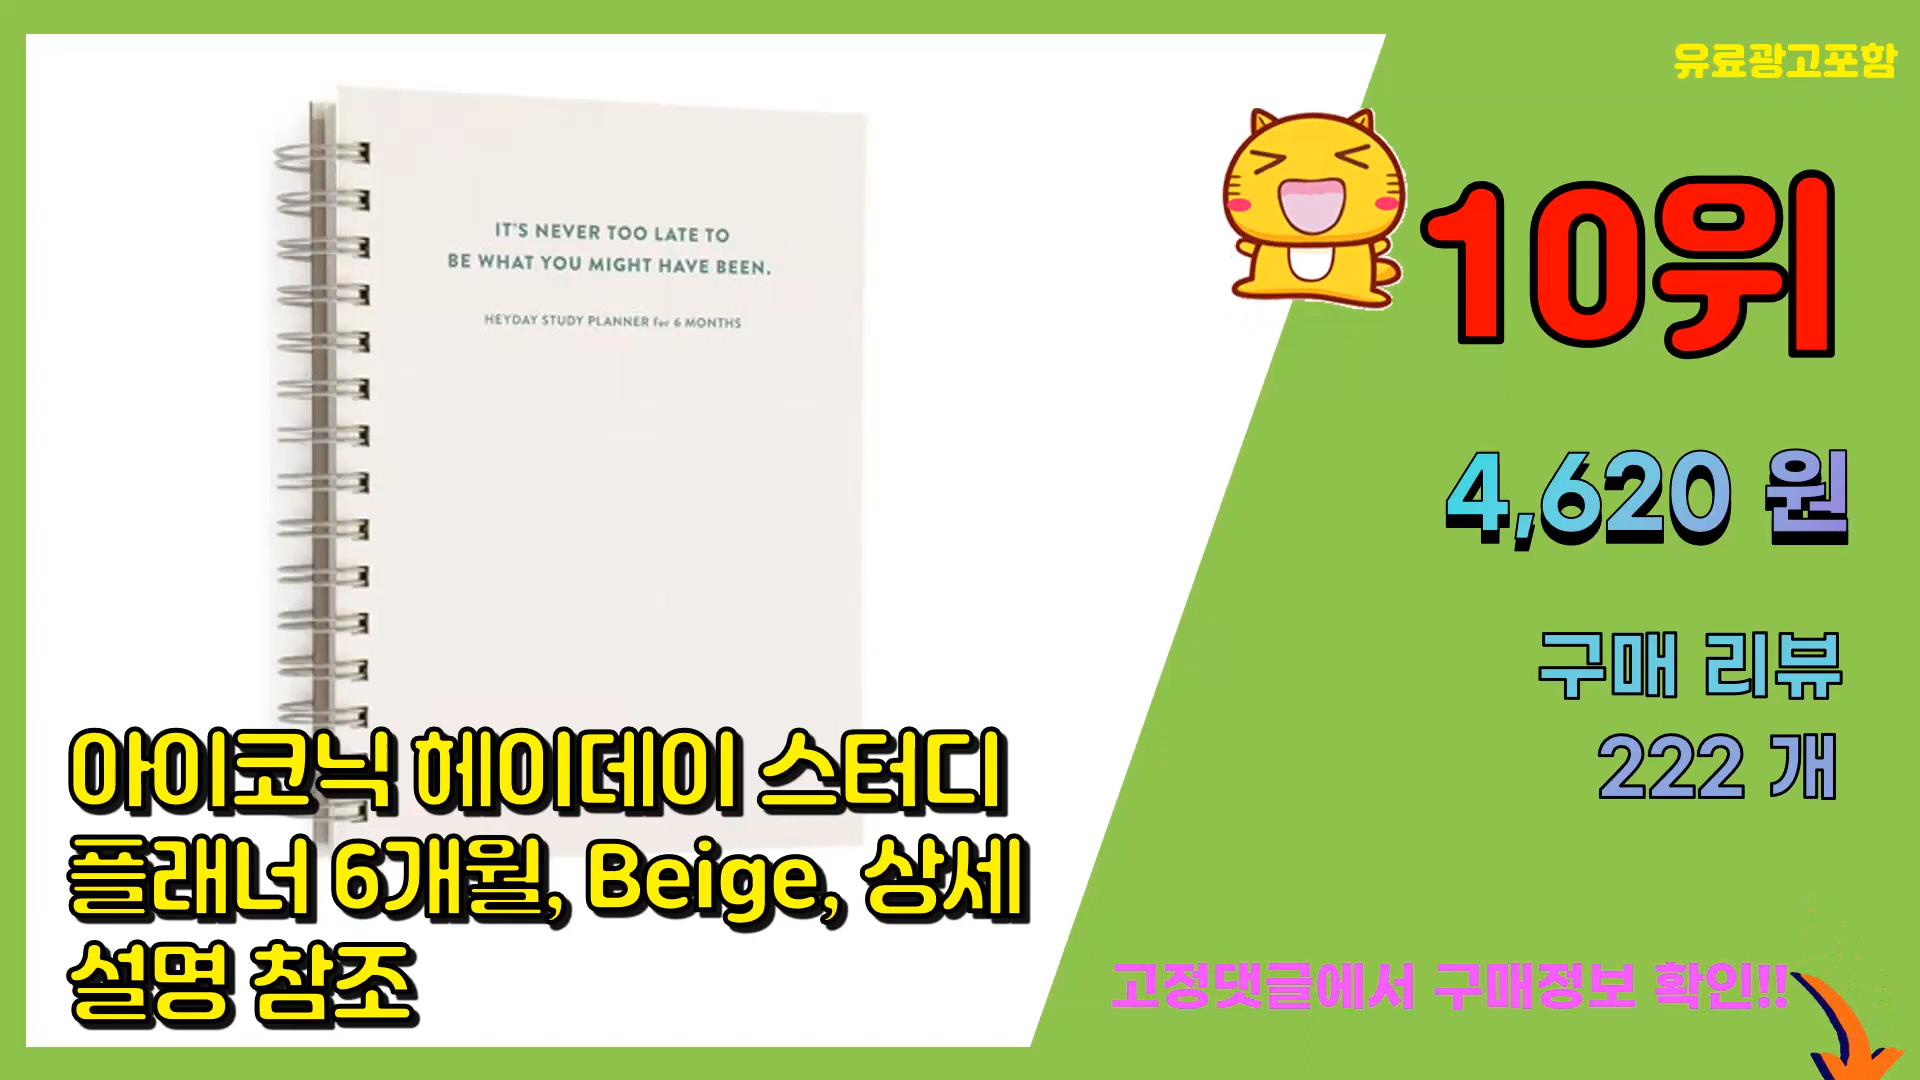 유료광고포함
10위
IT'S NEVER TOO LATE TO
BE WHAT YOU MIGHT HAVE BEEN.
HEYDAY STUDY PLANNER for 6 MONTHS
4,620 원
구매 리뷰
222 개
아이코닉 헤이데이 스터디
플래너 6개월, Beige, 상세
설명 참조
고정댓글에서 구매정보 확인!!